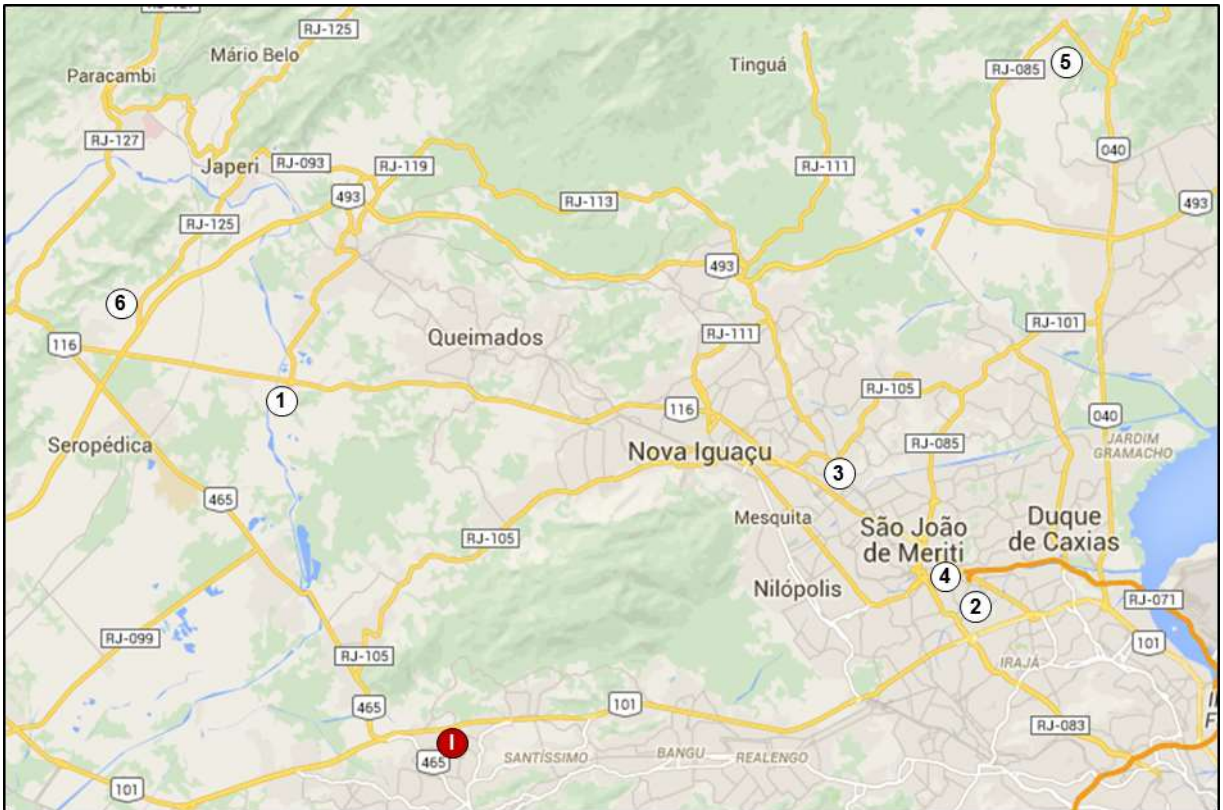 RJ-127
RJ-125
Mário Belo
Paracambi
Tinguá
RJ-085
5
RJ-127
040
Japeri
RJ-093
RJ-119
RJ-111
493
RJ-113
493
RJ-125
493
6
116
Queimados
RJ-111
RJ-101
1
116
RJ-105
040
Seropédica
Nova Iguaçu
RJ-085
JARDIM
GRAMACHO
3
465
Mesquita
São João
de Meriti
Duque
de Caxias
RJ-105
4
Nilópolis
2
RJ-071
RJ-099
RJ-105
IRAJÁ
101
465
101
I
465
SANTÍSSIMO
BANGU
REALENGO
RJ-083
101